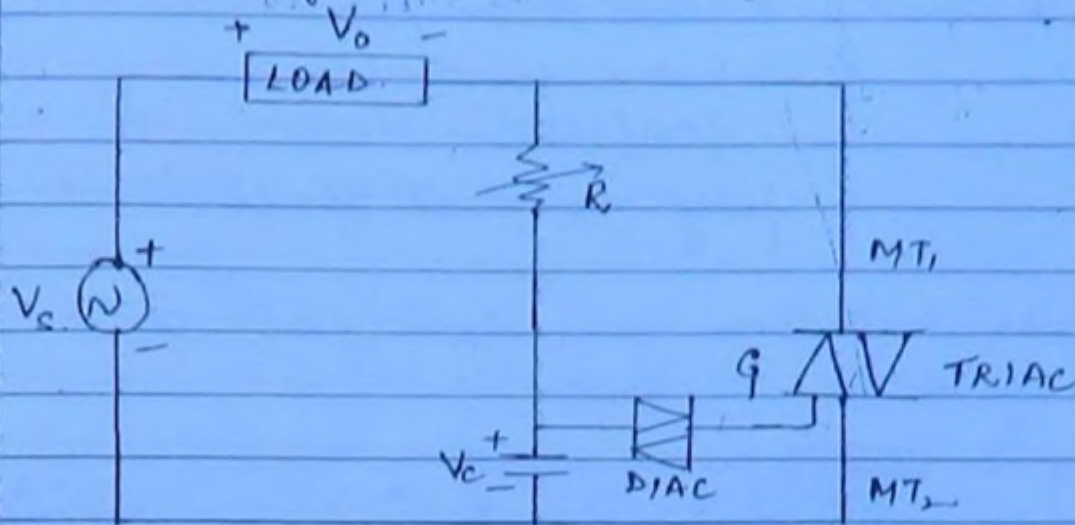 + V₀ −
LOAD
R
+
Vs
−
MT₁
G
TRIAC
+
Vc
−
DIAC
MT₂